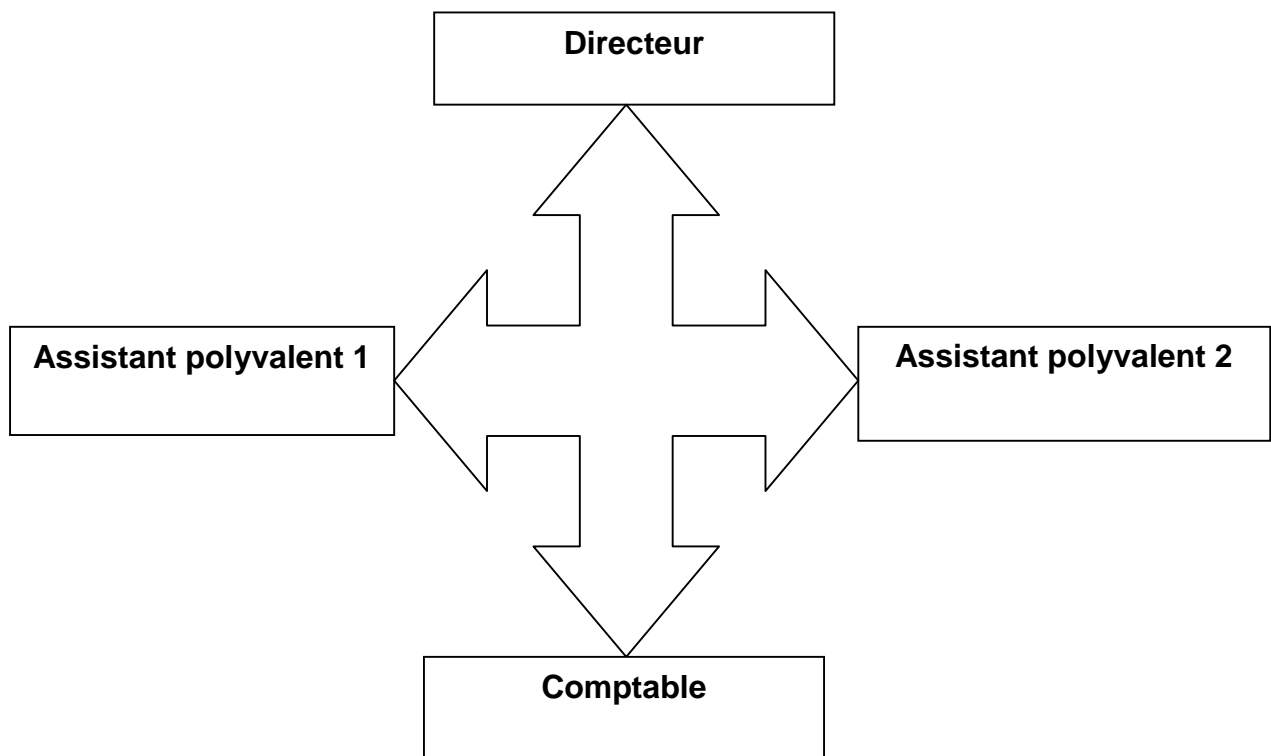 Directeur
Assistant polyvalent 1
Assistant polyvalent 2
Comptable